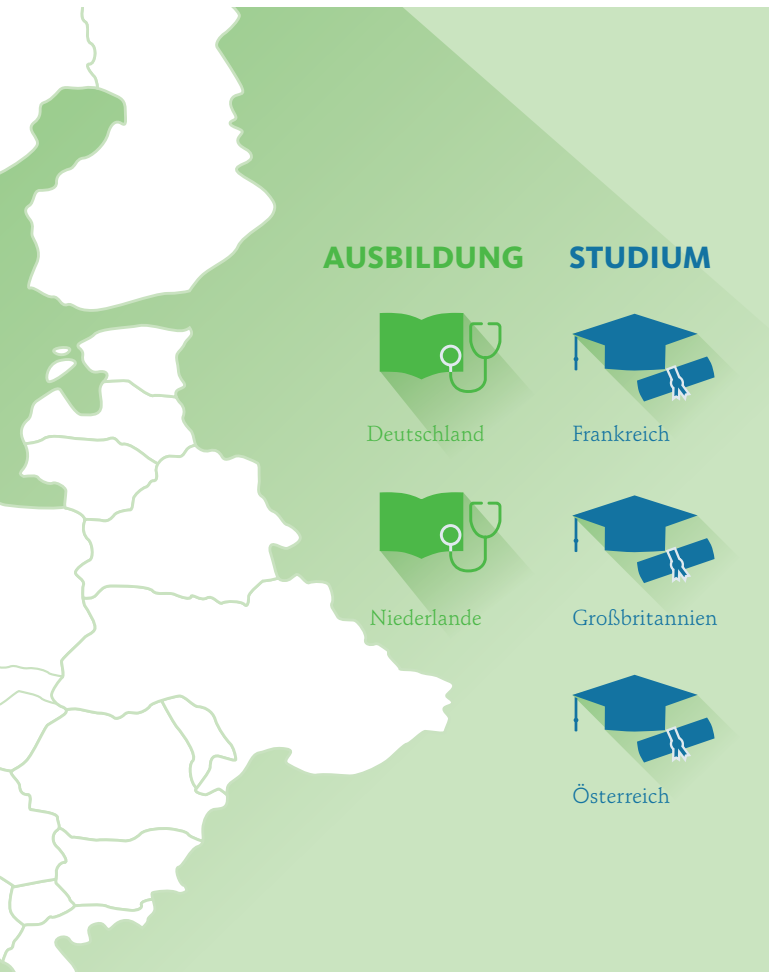 AUSBILDUNG STUDIUM
Deutschland Frankreich
Niederlande Großbritannien
Österreich